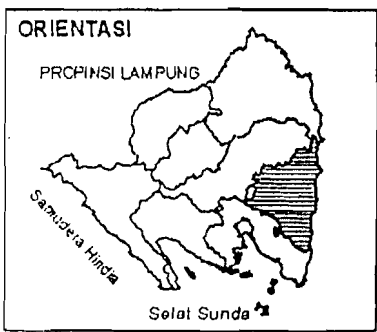 ORIENTASI
PROPINSI LAMPUNG
Samudera Hindia
Selat Sunda